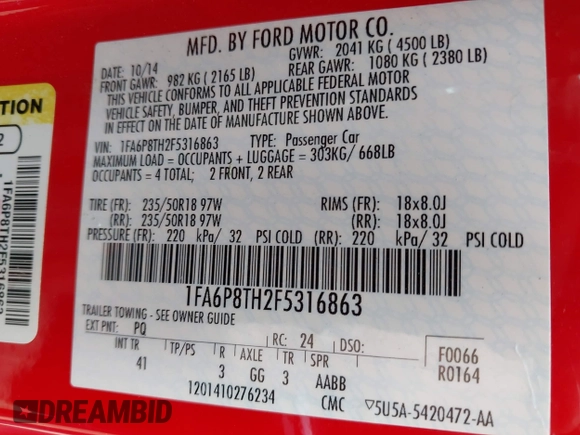 MFD. BY FORD MOTOR CO.
DATE: 10/14
GVWR: 2041 KG ( 4500 LB)
FRONT GAWR: 982 KG ( 2165 LB)
REAR GAWR: 1080 KG ( 2380 LB)
THIS VEHICLE CONFORMS TO ALL APPLICABLE FEDERAL MOTOR
VEHICLE SAFETY, BUMPER, AND THEFT PREVENTION STANDARDS
IN EFFECT ON THE DATE OF MANUFACTURE SHOWN ABOVE.
VIN: 1FA6P8TH2F5316863 TYPE: Passenger Car
MAXIMUM LOAD = OCCUPANTS + LUGGAGE = 303KG/ 668LB
OCCUPANTS = 4 TOTAL; 2 FRONT, 2 REAR
TIRE (FR): 235/50R18 97W RIMS (FR): 18x8.0J
(RR): 235/50R18 97W (RR): 18x8.0J
PRESSURE (FR): 220 kPa/ 32 PSI COLD (RR): 220 kPa/ 32 PSI COLD
1FA6P8TH2F5316863
TRAILER TOWING - SEE OWNER GUIDE
EXT PNT: PQ RC: 24 DSO:
INT TR TP/PS R AXLE TR SPR
41 3 GG 3 AABB
F0066
R0164
1201410276234 CMC ▽5U5A-5420472-AA
TION
2
1FA6P8TH2F5316863
DREAMBID